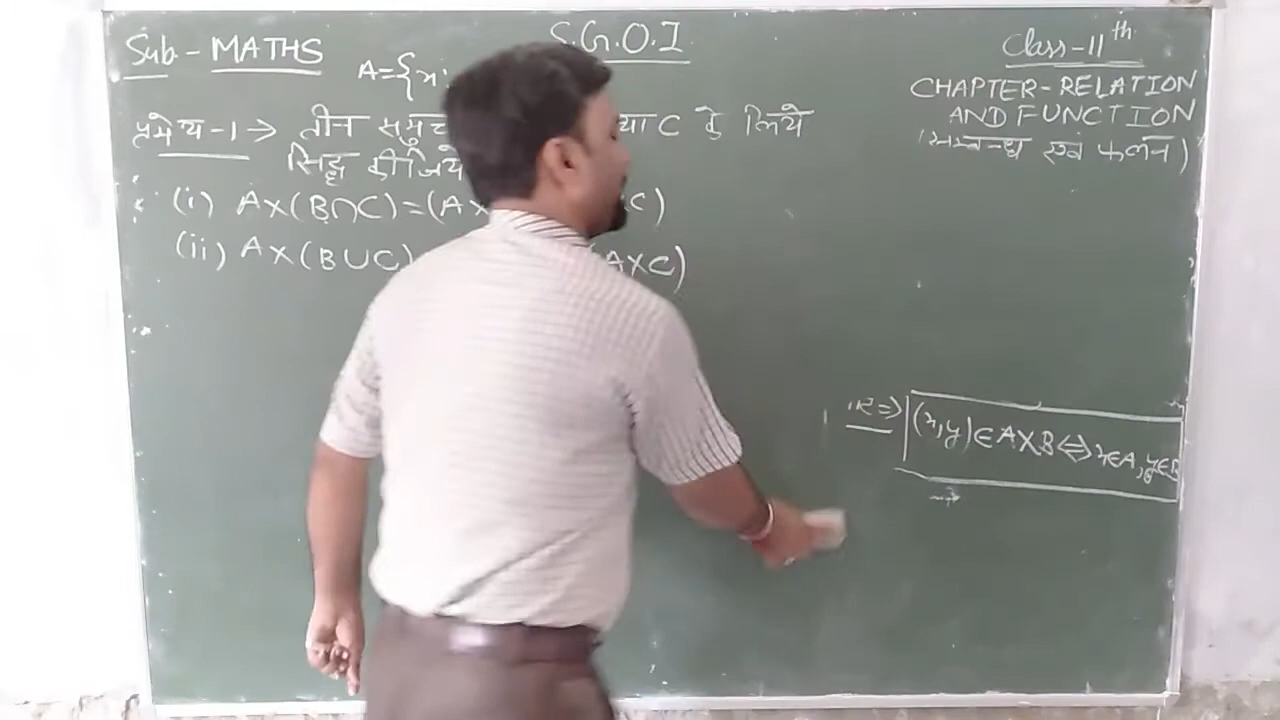 Sub - MATHS
S.G.O.I
Class-11th
A={x:
CHAPTER-RELATION
AND FUNCTION
(सम्बन्ध एवं फलन)
प्रमेय-1→ तीन समुच C के लिये
सिद्ध कीजिये
(i) A×(B∩C)=(A× C)
(ii) A×(B∪C) A×C)
(x,y)∈A×B⇔x∈A, y∈B